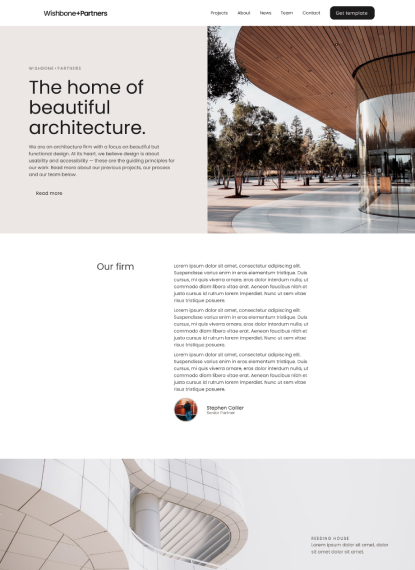 Wishbone+Partners
Projects About News Team Contact Get template
WISHBONE+PARTNERS
The home of
beautiful
architecture.
We are an architecture firm with a focus on beautiful but
functional design. At its heart, we believe design is about
usability and accessibility — these are the guiding principles for
our work. Read more about our previous projects, our process
and our team below.
Read more
Our firm
Lorem ipsum dolor sit amet, consectetur adipiscing elit.
Suspendisse varius enim in eros elementum tristique. Duis
cursus, mi quis viverra ornare, eros dolor interdum nulla, ut
commodo diam libero vitae erat. Aenean faucibus nibh et
justo cursus id rutrum lorem imperdiet. Nunc ut sem vitae
risus tristique posuere.
Lorem ipsum dolor sit amet, consectetur adipiscing elit.
Suspendisse varius enim in eros elementum tristique. Duis
cursus, mi quis viverra ornare, eros dolor interdum nulla, ut
commodo diam libero vitae erat. Aenean faucibus nibh et
justo cursus id rutrum lorem imperdiet. Nunc ut sem vitae
risus tristique posuere.
Lorem ipsum dolor sit amet, consectetur adipiscing elit.
Suspendisse varius enim in eros elementum tristique. Duis
cursus, mi quis viverra ornare, eros dolor interdum nulla, ut
commodo diam libero vitae erat. Aenean faucibus nibh et
justo cursus id rutrum lorem imperdiet. Nunc ut sem vitae
risus tristique posuere.
Stephen Collier
Senior Partner,
REEDING HOUSE
Lorem ipsum dolor sit amet, dolor
sit amet dolor sit amet.